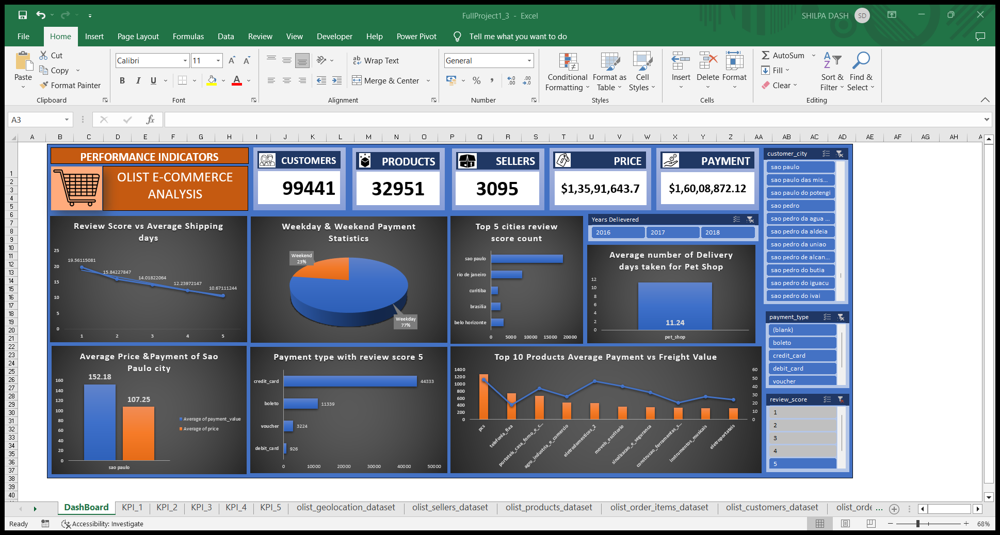 FullProject1_3 - Excel
SHILPA DASH SD
File Home Insert Page Layout Formulas Data Review View Developer Help Power Pivot Tell me what you want to do
Paste
Cut
Copy
Format Painter
Clipboard
Calibri 11
B I U A
Font
ab Wrap Text
Merge & Center
Alignment
General
% ,
Number
Conditional Formatting
Format as Table
Cell Styles
Styles
Insert Delete Format
Cells
AutoSum
Fill
Clear
Sort & Filter
Find & Select
Editing
A3 fx
A B C D E F G H I J K L M N O P Q R S T U V W X Y Z AA AB AC AD AE AF AG AH
1
2
3
4
5
6
7
8
9
10
11
12
13
14
15
16
17
18
19
20
21
22
23
24
25
26
27
28
29
30
31
32
33
34
35
36
37
38
39
40
PERFORMANCE INDICATORS
OLIST E-COMMERCE
ANALYSIS
CUSTOMERS
99441
PRODUCTS
32951
SELLERS
3095
PRICE
$1,35,91,643.7
PAYMENT
$1,60,08,872.12
customer_city
sao paulo
sao paulo das mis...
sao paulo do potengi
sao pedro
sao pedro da agua ...
sao pedro da aldeia
sao pedro da uniao
sao pedro de alcan...
sao pedro do butia
sao pedro do iguacu
sao pedro do ivai
Review Score vs Average Shipping
days
25
20
15
10
5
0
19.56115081
15.84227847
14.01822064
12.23972147
10.67111244
1 2 3 4 5
Weekday & Weekend Payment
Statistics
Weekend
23%
Weekday
77%
Top 5 cities review
score count
sao paulo
rio de janeiro
curitiba
brasilia
belo horizonte
0 5000 10000 15000 20000
Years Delievered
2016 2017 2018
Average number of Delivery
days taken for Pet Shop
12
10
8
6
4
2
0
11.24
pet_shop
payment_type
(blank)
boleto
credit_card
debit_card
voucher
Average Price &Payment of Sao
Paulo city
160
140
120
100
80
60
40
20
0
152.18
107.25
sao paulo
Average of payment_value
Average of price
Payment type with review score 5
credit_card 44333
boleto 11339
voucher 3224
debit_card 926
0 10000 20000 30000 40000 50000
Top 10 Products Average Payment vs Freight Value
1400
1200
1000
800
600
400
200
0
60
50
40
30
20
10
0
pcs
telefonia_fixa
portateis_casa_forno_e_c...
agro_industria_e_comercio
eletrodomesticos_2
moveis_escritorio
sinalizacao_e_seguranca
construcao_ferramentas_s...
instrumentos_musicais
eletroportateis
review_score
1
2
3
4
5
DashBoard KPI_1 KPI_2 KPI_3 KPI_4 KPI_5 olist_geolocation_dataset olist_sellers_dataset olist_products_dataset olist_order_items_dataset olist_customers_dataset olist_orde ...
Ready Accessibility: Investigate 68%